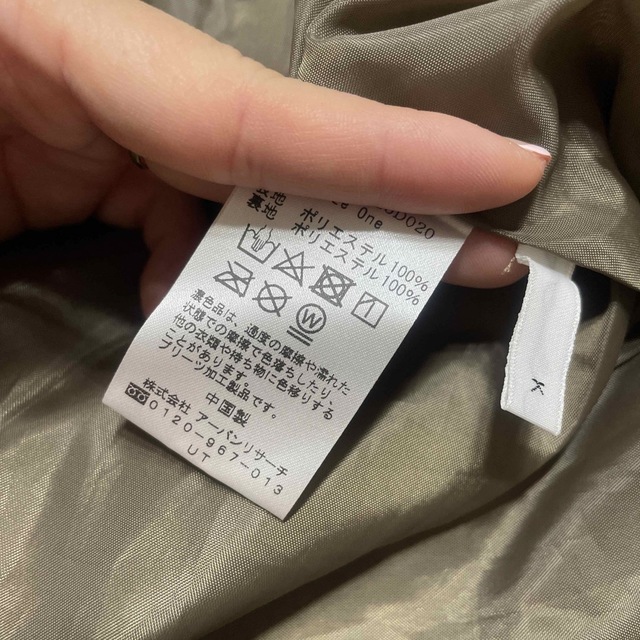 D020
One
表地 ポリエステル100%
裏地 ポリエステル100%
W
濃色品は、過度の摩擦や濡れた
状態での摩擦で色落ちしたり、
他の衣類や持ち物に色移りする
ことがあります。
プリーツ加工製品です。
中国製
株式会社 アーバンリサーチ
0120-967-013
UT